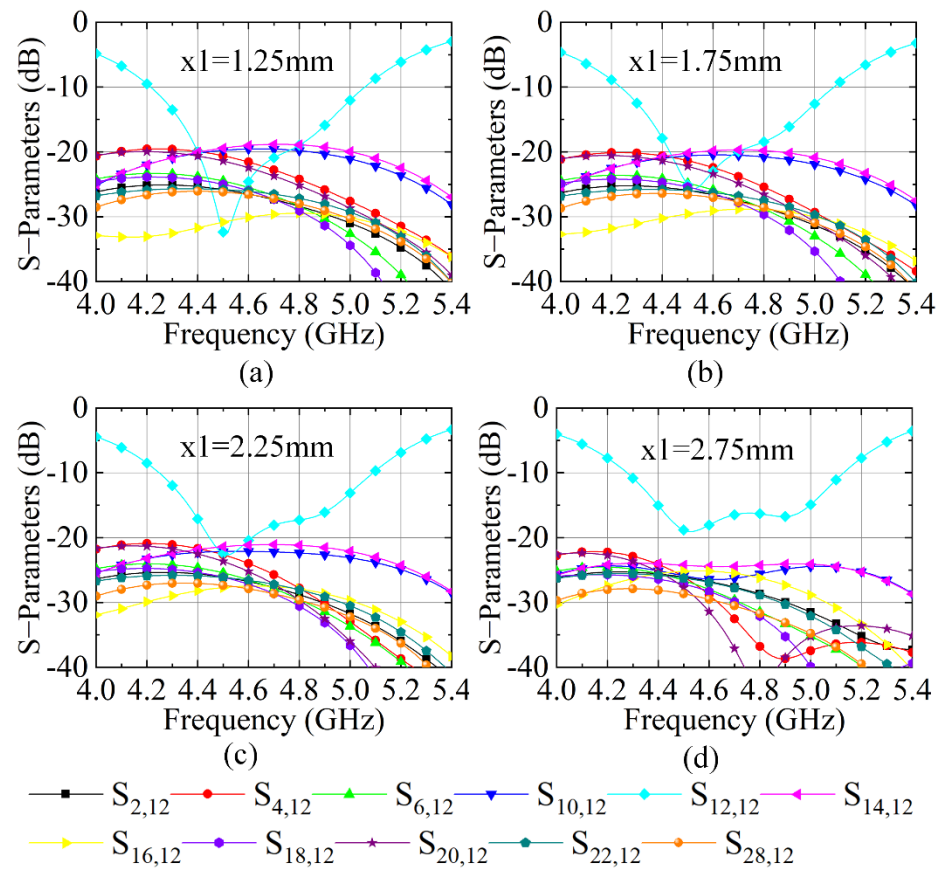 0
-10
-20
-30
-40
S−Parameters (dB)
x1=1.25mm
4.0 4.2 4.4 4.6 4.8 5.0 5.2 5.4
Frequency (GHz)
(a)
0
-10
-20
-30
-40
S−Parameters (dB)
x1=1.75mm
4.0 4.2 4.4 4.6 4.8 5.0 5.2 5.4
Frequency (GHz)
(b)
0
-10
-20
-30
-40
S−Parameters (dB)
x1=2.25mm
4.0 4.2 4.4 4.6 4.8 5.0 5.2 5.4
Frequency (GHz)
(c)
0
-10
-20
-30
-40
S−Parameters (dB)
x1=2.75mm
4.0 4.2 4.4 4.6 4.8 5.0 5.2 5.4
Frequency (GHz)
(d)
S2,12 S4,12 S6,12 S10,12 S12,12 S14,12
S16,12 S18,12 S20,12 S22,12 S28,12